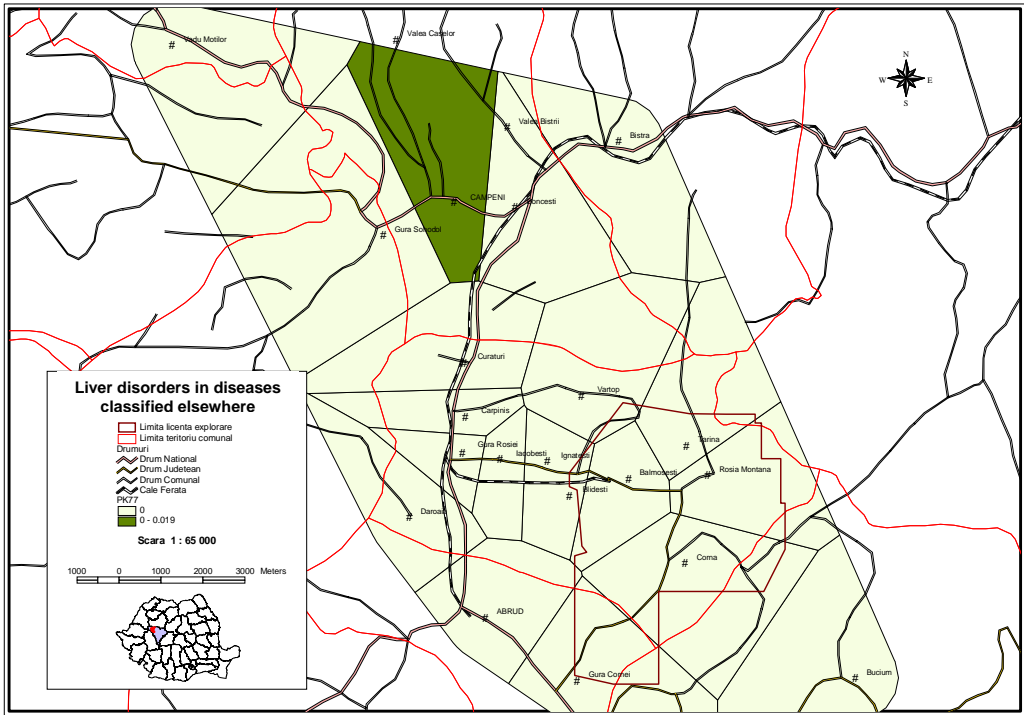 Vadu Motilor
#
Valea Caselor
#
N
W
E
S
Valea Bistrii
#
Bistra
#
CAMPENI
#
Boncesti
#
Gura Sohodol
#
Curaturi
#
Vartop
#
Carpinis
#
Gura Rosiei
#
Iacobesti
#
Ignatesti
#
Tarina
#
Balmosesti
#
Rosia Montana
#
Blidesti
#
Daroaia
#
Corna
#
ABRUD
#
Gura Cornei
#
Bucium
#
Liver disorders in diseases
classified elsewhere
Limita licenta explorare
Limita teritoriu comunal
Drumuri
Drum National
Drum Judetean
Drum Comunal
Cale Ferata
PK77
0
0 - 0.019
Scara 1 : 65 000
1000 0 1000 2000 3000 Meters